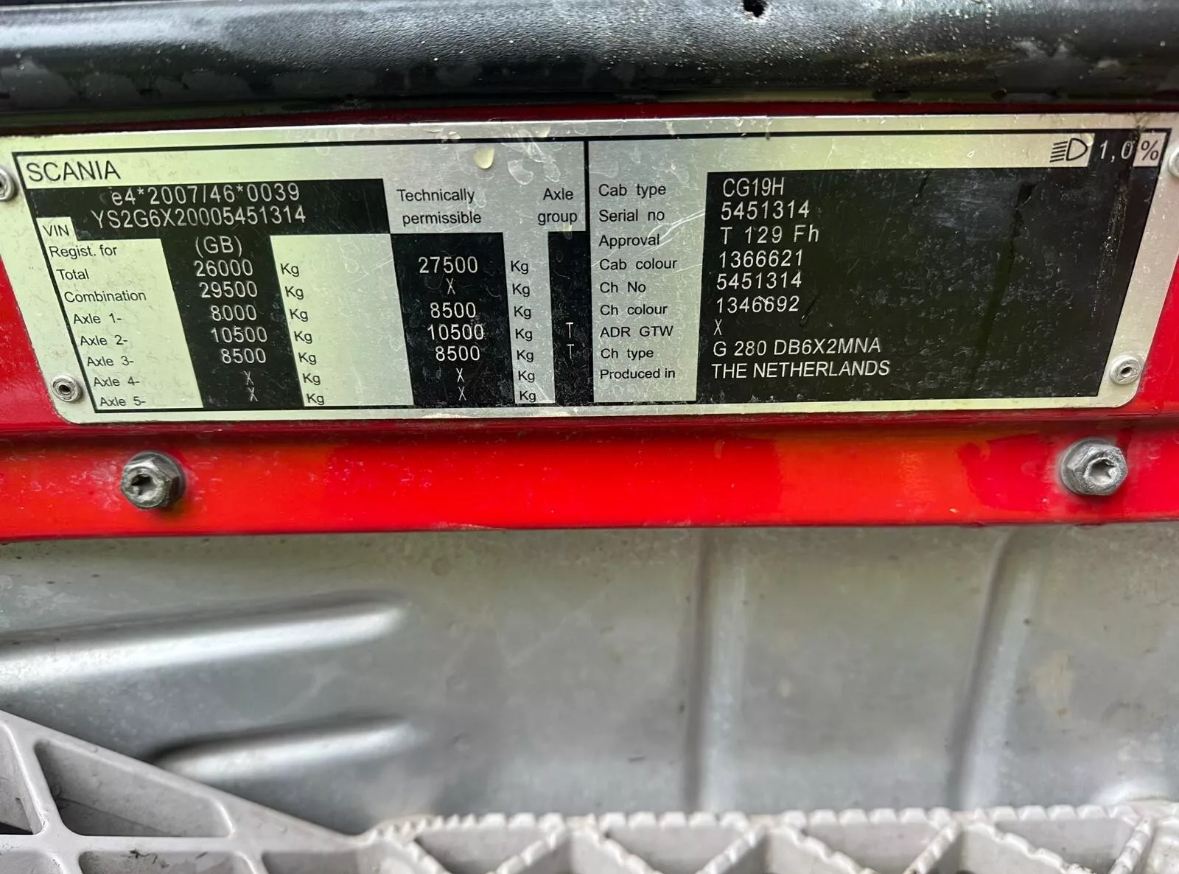 SCANIA
e4*2007/46*0039
VIN YS2G6X20005451314
Regist. for (GB)
Total 26000 Kg
Combination 29500 Kg
Axle 1- 8000 Kg
Axle 2- 10500 Kg
Axle 3- 8500 Kg
Axle 4- X Kg
Axle 5- X Kg
Technically permissible
Axle group
27500 Kg
X Kg
8500 Kg
10500 Kg T
8500 Kg T
X Kg
X Kg
1,0 %
Cab type CG19H
Serial no 5451314
Approval T 129 Fh
Cab colour 1366621
Ch No 5451314
Ch colour 1346692
ADR GTW X
Ch type G 280 DB6X2MNA
Produced in THE NETHERLANDS